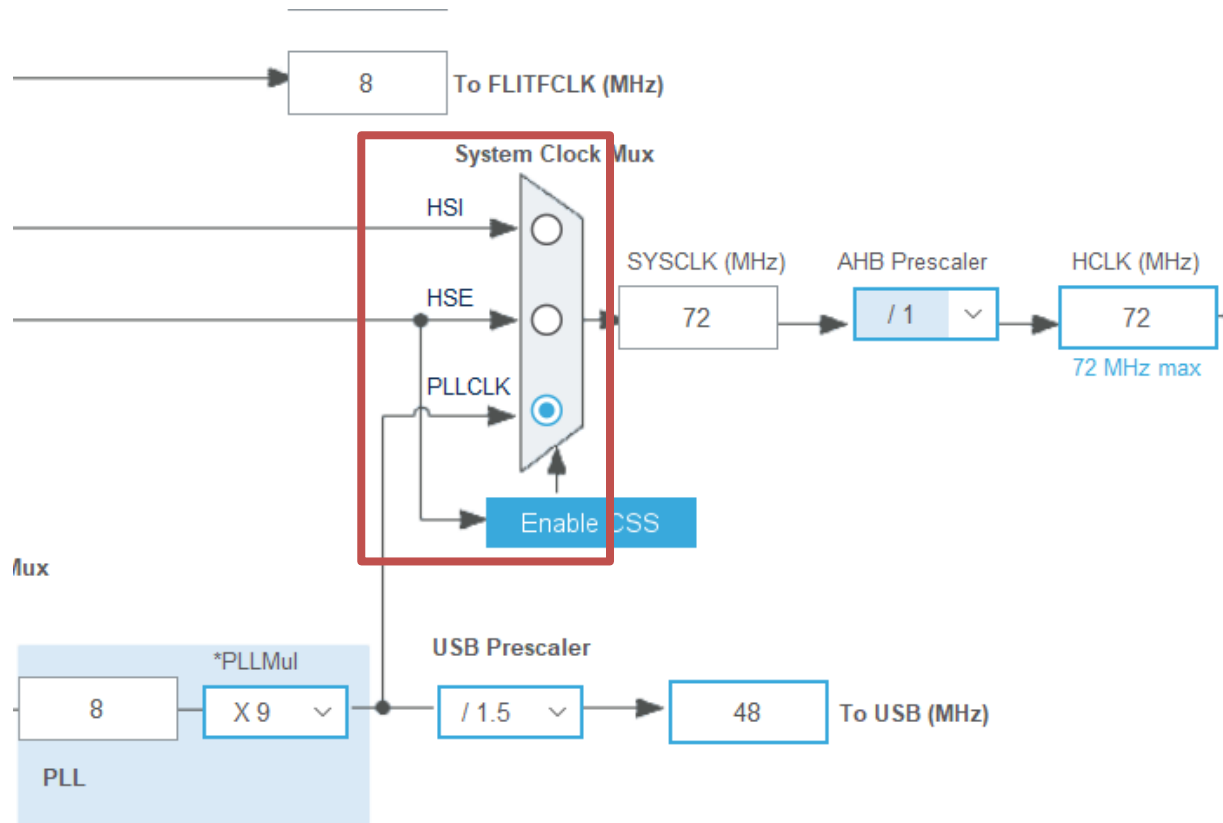 8 To FLITFCLK (MHz)
System Clock Mux
HSI
SYSCLK (MHz) AHB Prescaler HCLK (MHz)
HSE
72 / 1 72
72 MHz max
PLLCLK
Enable CSS
Mux
USB Prescaler
*PLLMul
8 X 9 / 1.5 48 To USB (MHz)
PLL